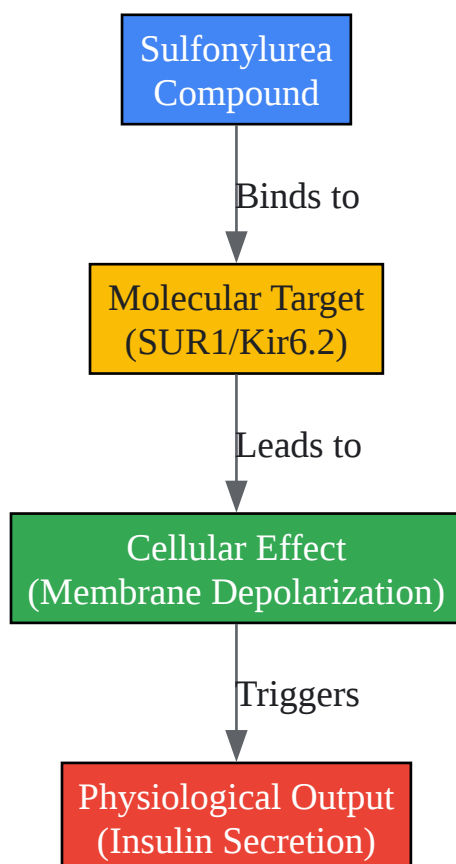 Sulfonylurea
Compound
Binds to
Molecular Target
(SUR1/Kir6.2)
Leads to
Cellular Effect
(Membrane Depolarization)
Triggers
Physiological Output
(Insulin Secretion)